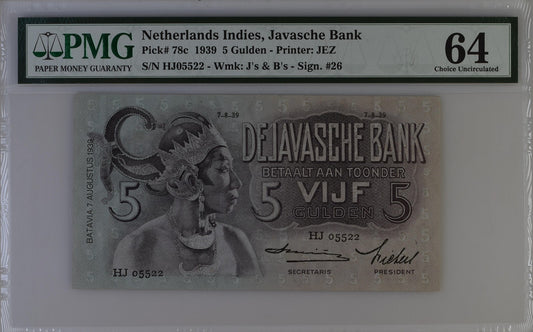 PMG
PAPER MONEY GUARANTY
Netherlands Indies, Javasche Bank
Pick# 78c 1939 5 Gulden - Printer: JEZ
S/N HJ05522 - Wmk: J's & B's - Sign. #26
64
Choice Uncirculated
7-8-39 7-8-39
DE JAVASCHE BANK
BETAALT AAN TOONDER
5 5 VIJF 5
GULDEN
BATAVIA 7 AUGUSTUS 1939
HJ 05522
HJ 05522
SECRETARIS PRESIDENT